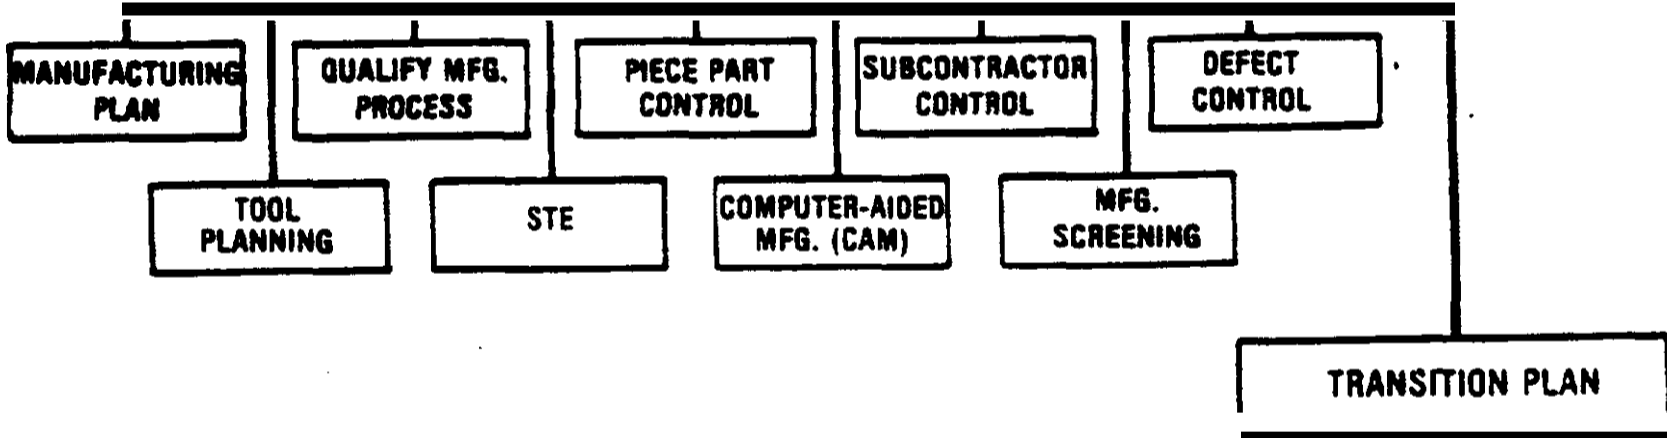 MANUFACTURING
PLAN
QUALIFY MFG.
PROCESS
PIECE PART
CONTROL
SUBCONTRACTOR
CONTROL
DEFECT
CONTROL
TOOL
PLANNING
STE
COMPUTER-AIDED
MFG. (CAM)
MFG.
SCREENING
TRANSITION PLAN